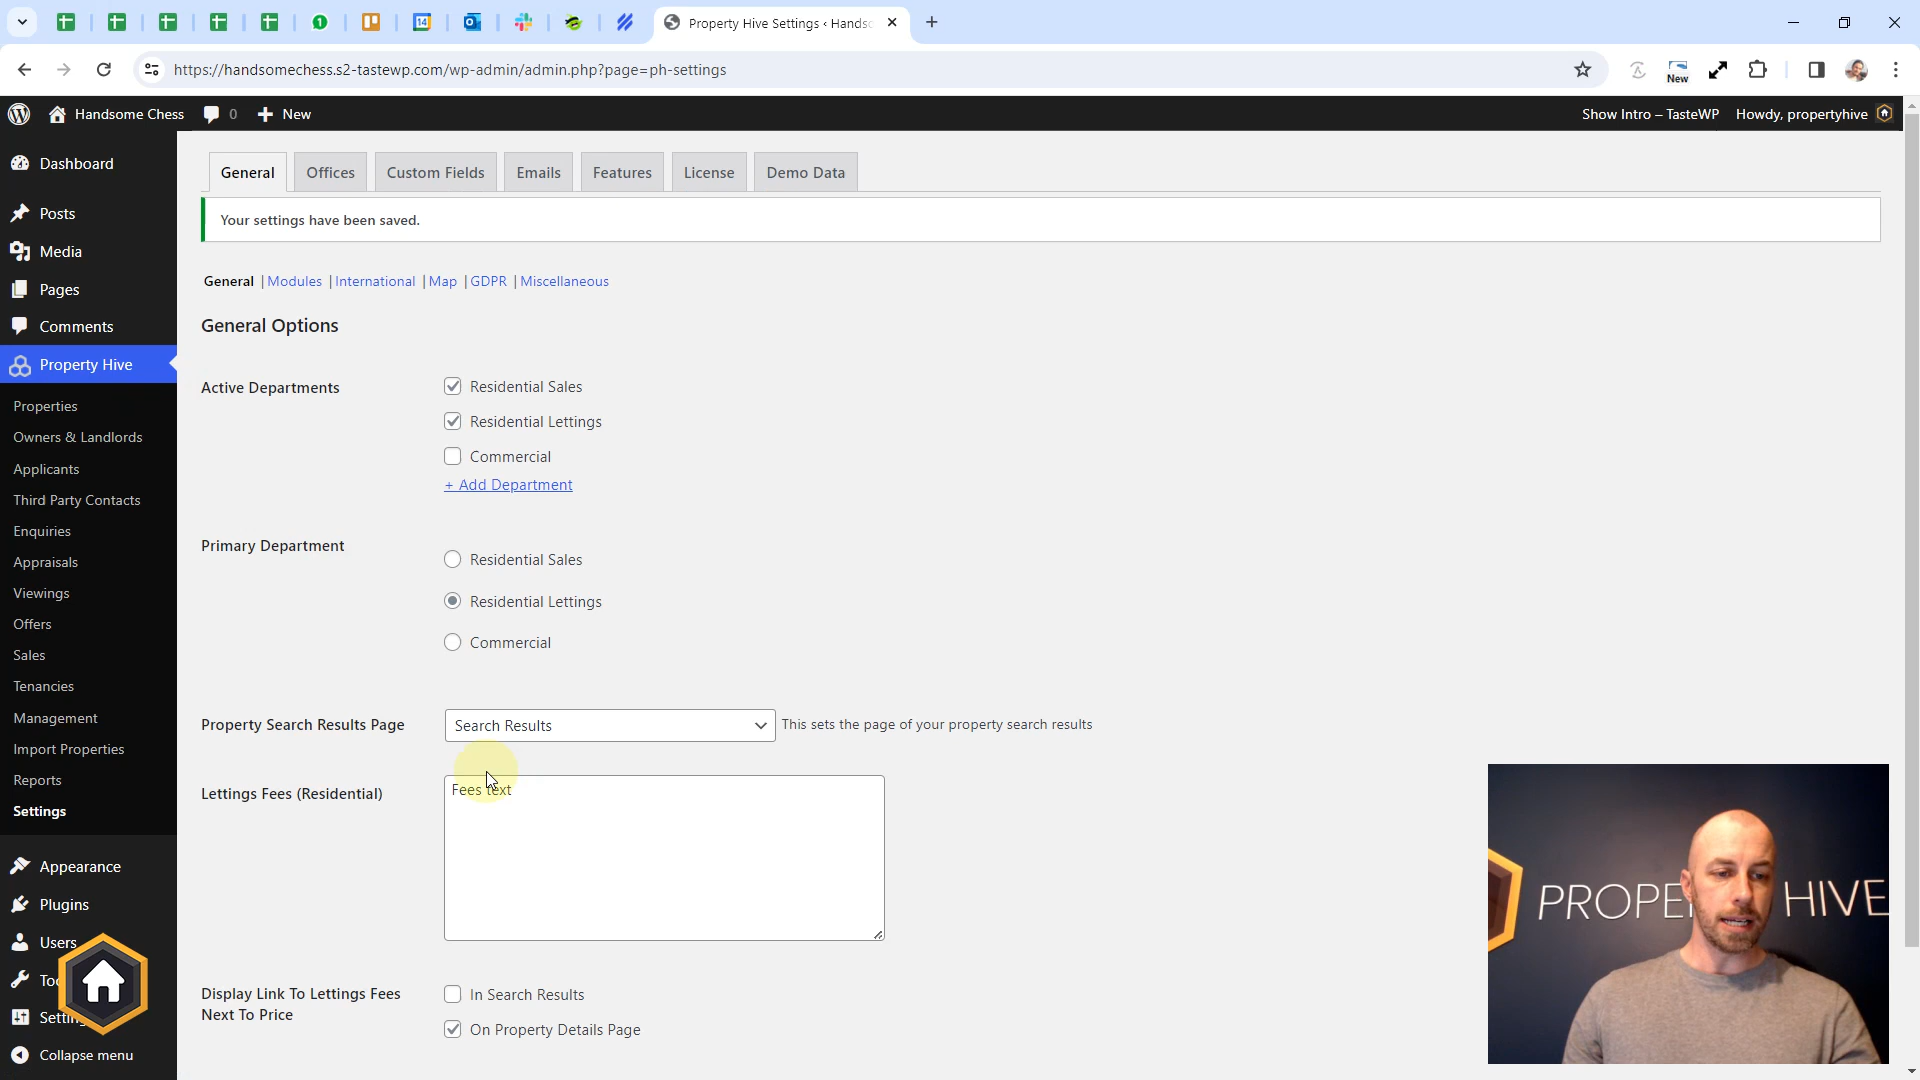 Property Hive Settings ‹ Hands
https://handsomechess.s2-tastewp.com/wp-admin/admin.php?page=ph-settings
New
Handsome Chess
0
New
Show Intro – TasteWP
Howdy, propertyhive
Dashboard
Posts
Media
Pages
Comments
Property Hive
Properties
Owners & Landlords
Applicants
Third Party Contacts
Enquiries
Appraisals
Viewings
Offers
Sales
Tenancies
Management
Import Properties
Reports
Settings
Appearance
Plugins
Users
Collapse menu
General
Offices
Custom Fields
Emails
Features
License
Demo Data
Your settings have been saved.
General | Modules | International | Map | GDPR | Miscellaneous
General Options
Active Departments
Residential Sales
Residential Lettings
Commercial
+ Add Department
Primary Department
Residential Sales
Residential Lettings
Commercial
Property Search Results Page
Search Results
This sets the page of your property search results
Lettings Fees (Residential)
Fees text
Display Link To Lettings Fees
Next To Price
In Search Results
On Property Details Page
HIVE